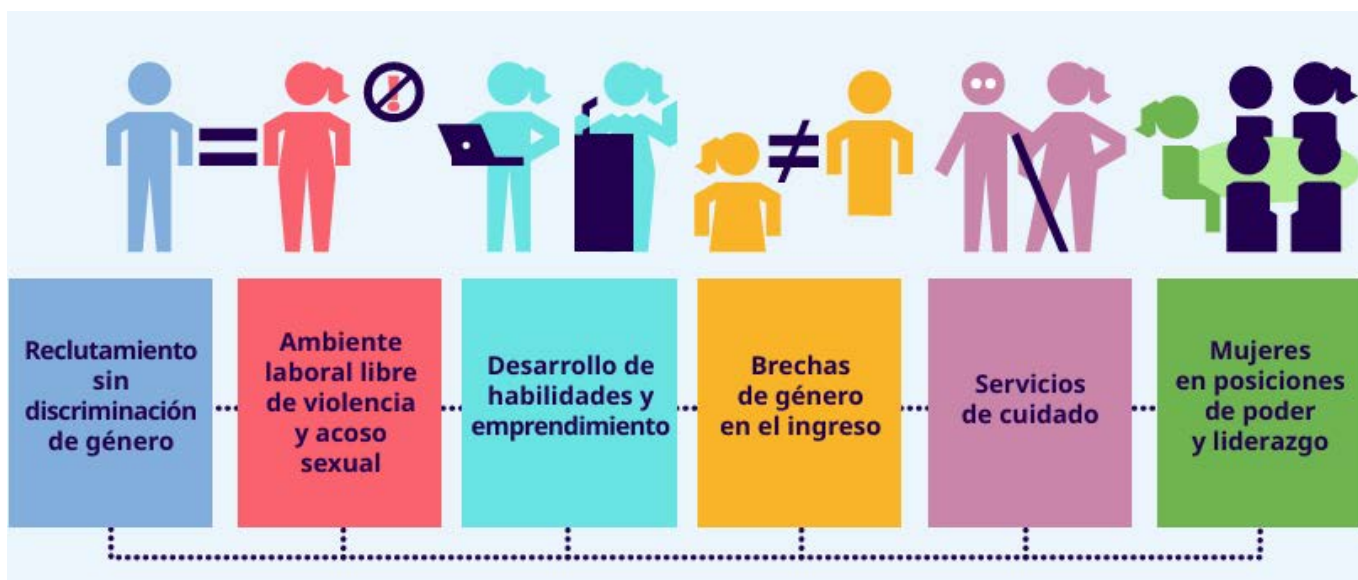 Reclutamiento
sin
discriminación
de género
Ambiente
laboral libre
de violencia
y acoso
sexual
Desarrollo de
habilidades y
emprendimiento
Brechas
de género
en el ingreso
Servicios
de cuidado
Mujeres
en posiciones
de poder
y liderazgo